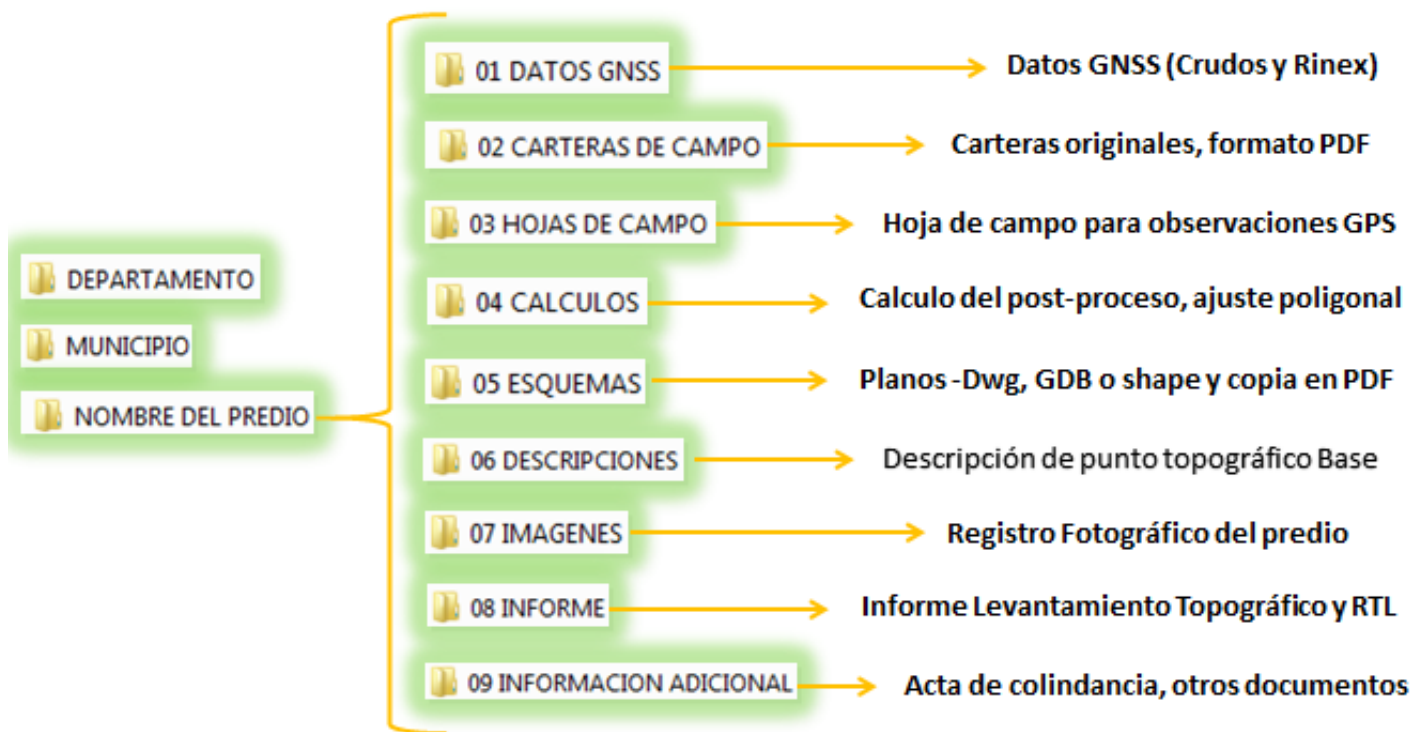 DEPARTAMENTO
MUNICIPIO
NOMBRE DEL PREDIO
01 DATOS GNSS
Datos GNSS (Crudos y Rinex)
02 CARTERAS DE CAMPO
Carteras originales, formato PDF
03 HOJAS DE CAMPO
Hoja de campo para observaciones GPS
04 CALCULOS
Calculo del post-proceso, ajuste poligonal
05 ESQUEMAS
Planos -Dwg, GDB o shape y copia en PDF
06 DESCRIPCIONES
Descripción de punto topográfico Base
07 IMAGENES
Registro Fotográfico del predio
08 INFORME
Informe Levantamiento Topográfico y RTL
09 INFORMACION ADICIONAL
Acta de colindancia, otros documentos